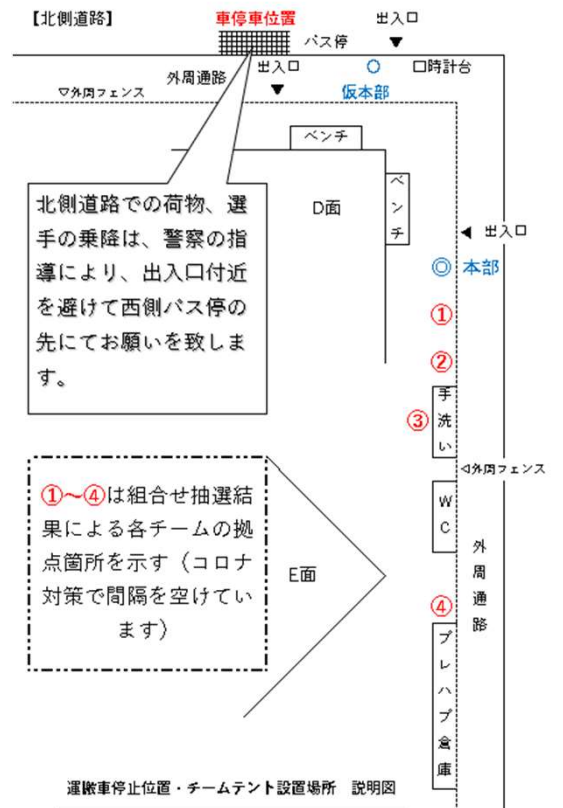 【北側道路】
車停車位置
出入口
バス停
▼
外周通路
出入口
▼
○
□時計台
仮本部
▽外周フェンス
ベンチ
ベンチ
D面
北側道路での荷物、選
手の乗降は、警察の指
導により、出入口付近
を避けて西側バス停の
先にてお願いを致しま
す。
◀ 出入口
◎ 本部
①
②
③
手洗い
◁外周フェンス
WC
外周通路
①～④は組合せ抽選結
果による各チームの拠
点箇所を示す（コロナ
対策で間隔を空けてい
ます）
E面
④
プレハブ倉庫
運搬車停止位置・チームテント設置場所 説明図